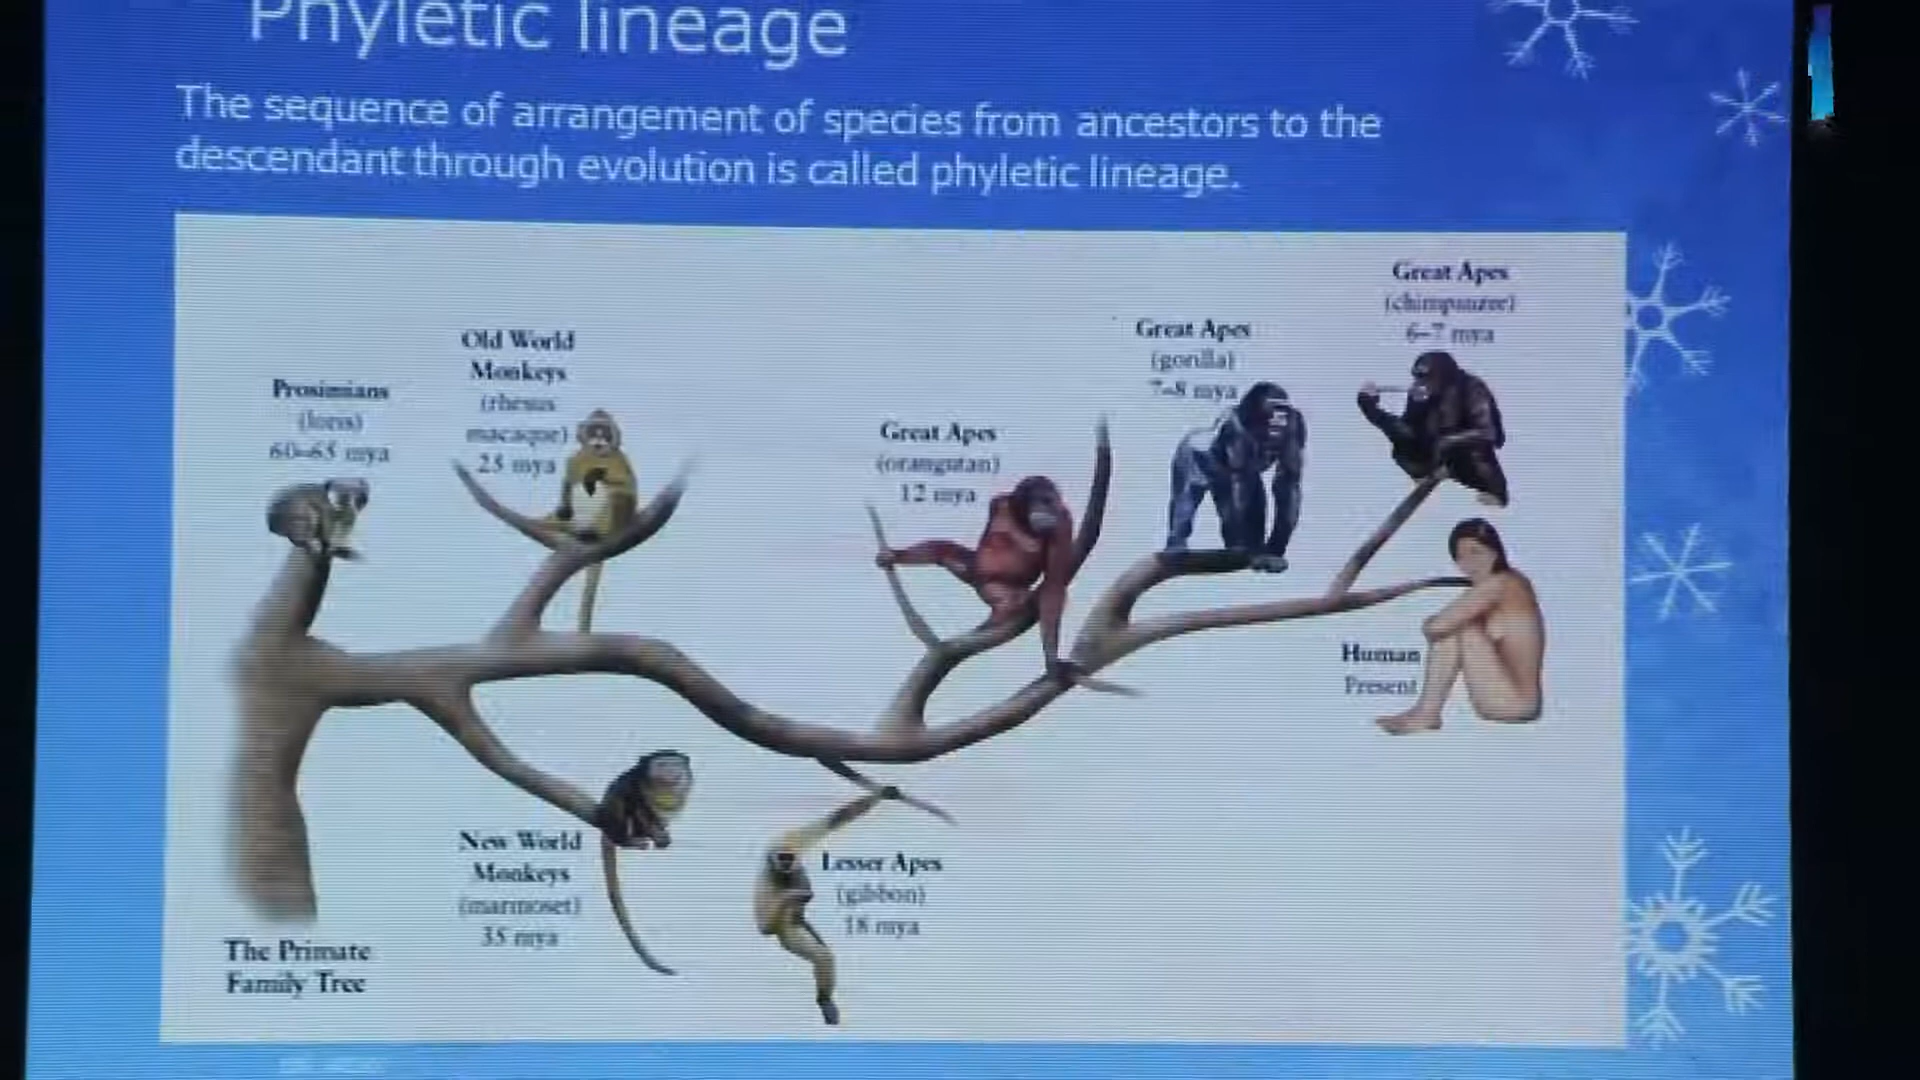 Phyletic lineage
The sequence of arrangement of species from ancestors to the
descendant through evolution is called phyletic lineage.
Prosimians
(loris)
60–65 mya
Old World
Monkeys
(rhesus
macaque)
25 mya
Great Apes
(orangutan)
12 mya
Great Apes
(gorilla)
7–8 mya
Great Apes
(chimpanzee)
6–7 mya
Human
Present
New World
Monkeys
(marmoset)
35 mya
Lesser Apes
(gibbon)
18 mya
The Primate
Family Tree